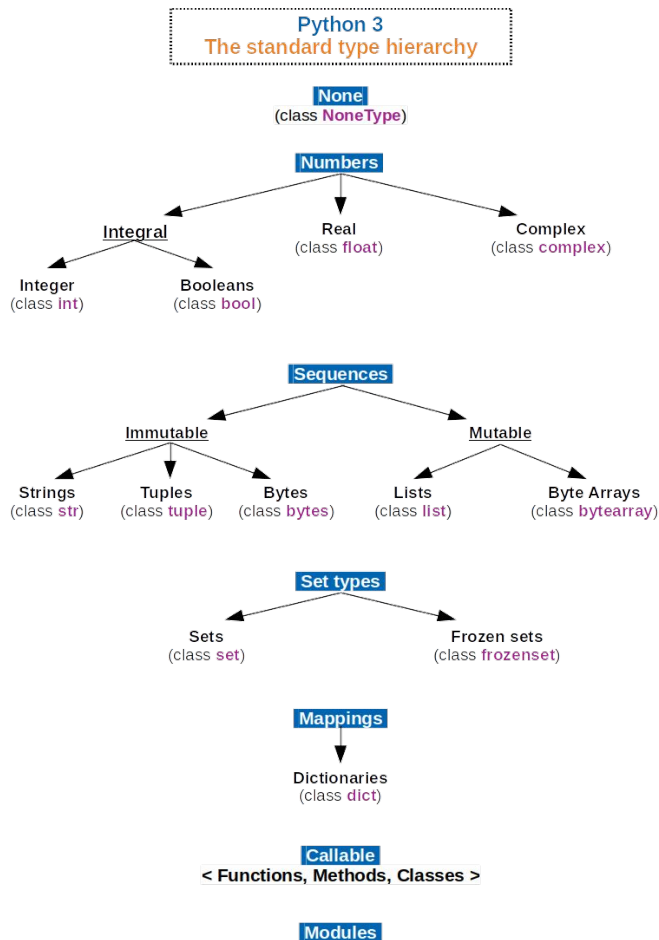 Python 3
The standard type hierarchy
None
(class NoneType)
Numbers
Integral
Real
(class float)
Complex
(class complex)
Integer
(class int)
Booleans
(class bool)
Sequences
Immutable
Mutable
Strings
(class str)
Tuples
(class tuple)
Bytes
(class bytes)
Lists
(class list)
Byte Arrays
(class bytearray)
Set types
Sets
(class set)
Frozen sets
(class frozenset)
Mappings
Dictionaries
(class dict)
Callable
< Functions, Methods, Classes >
Modules